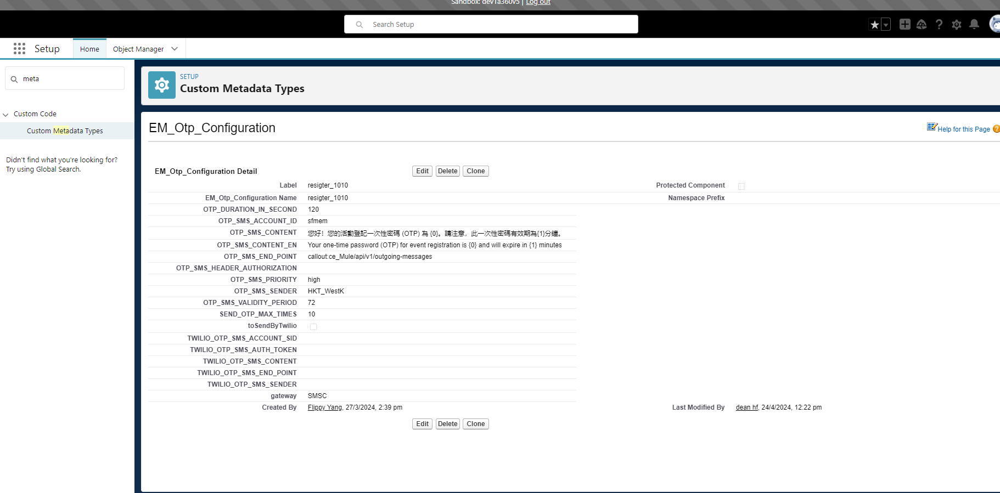 Sandbox: dev1a360v5 | Log out
Search Setup
Setup
Home
Object Manager
meta
Custom Code
Custom Metadata Types
Didn't find what you're looking for?
Try using Global Search.
SETUP
Custom Metadata Types
EM_Otp_Configuration
Help for this Page
EM_Otp_Configuration Detail
Edit Delete Clone
Label resigter_1010 Protected Component
EM_Otp_Configuration Name resigter_1010 Namespace Prefix
OTP_DURATION_IN_SECOND 120
OTP_SMS_ACCOUNT_ID sfmem
OTP_SMS_CONTENT 您好！您的活動登記一次性密碼 (OTP) 為 {0}。請注意，此一次性密碼有效期為{1}分鐘。
OTP_SMS_CONTENT_EN Your one-time password (OTP) for event registration is {0} and will expire in {1} minutes
OTP_SMS_END_POINT callout:ce_Mule/api/v1/outgoing-messages
OTP_SMS_HEADER_AUTHORIZATION
OTP_SMS_PRIORITY high
OTP_SMS_SENDER HKT_WestK
OTP_SMS_VALIDITY_PERIOD 72
SEND_OTP_MAX_TIMES 10
toSendByTwilio
TWILIO_OTP_SMS_ACCOUNT_SID
TWILIO_OTP_SMS_AUTH_TOKEN
TWILIO_OTP_SMS_CONTENT
TWILIO_OTP_SMS_END_POINT
TWILIO_OTP_SMS_SENDER
gateway SMSC
Created By Flippy Yang, 27/3/2024, 2:39 pm Last Modified By dean hf, 24/4/2024, 12:22 pm
Edit Delete Clone